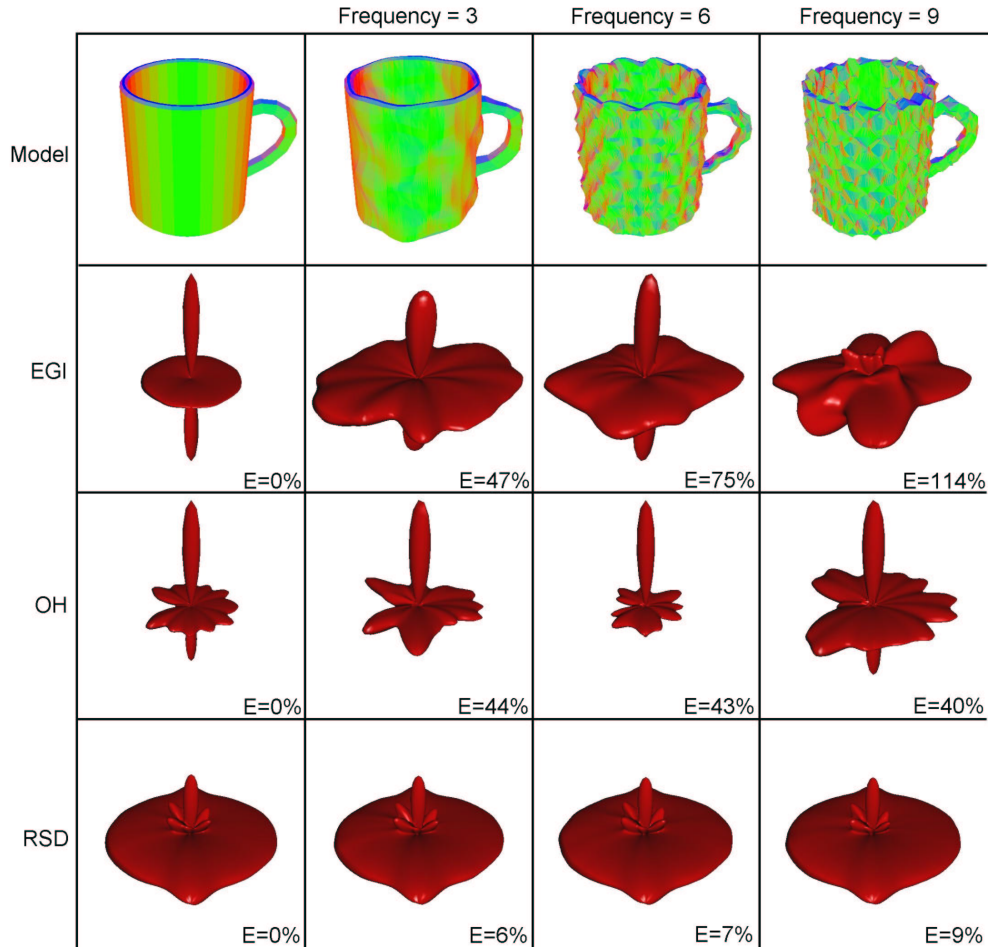 Frequency = 3 Frequency = 6 Frequency = 9
Model
EGI
E=0% E=47% E=75% E=114%
OH
E=0% E=44% E=43% E=40%
RSD
E=0% E=6% E=7% E=9%